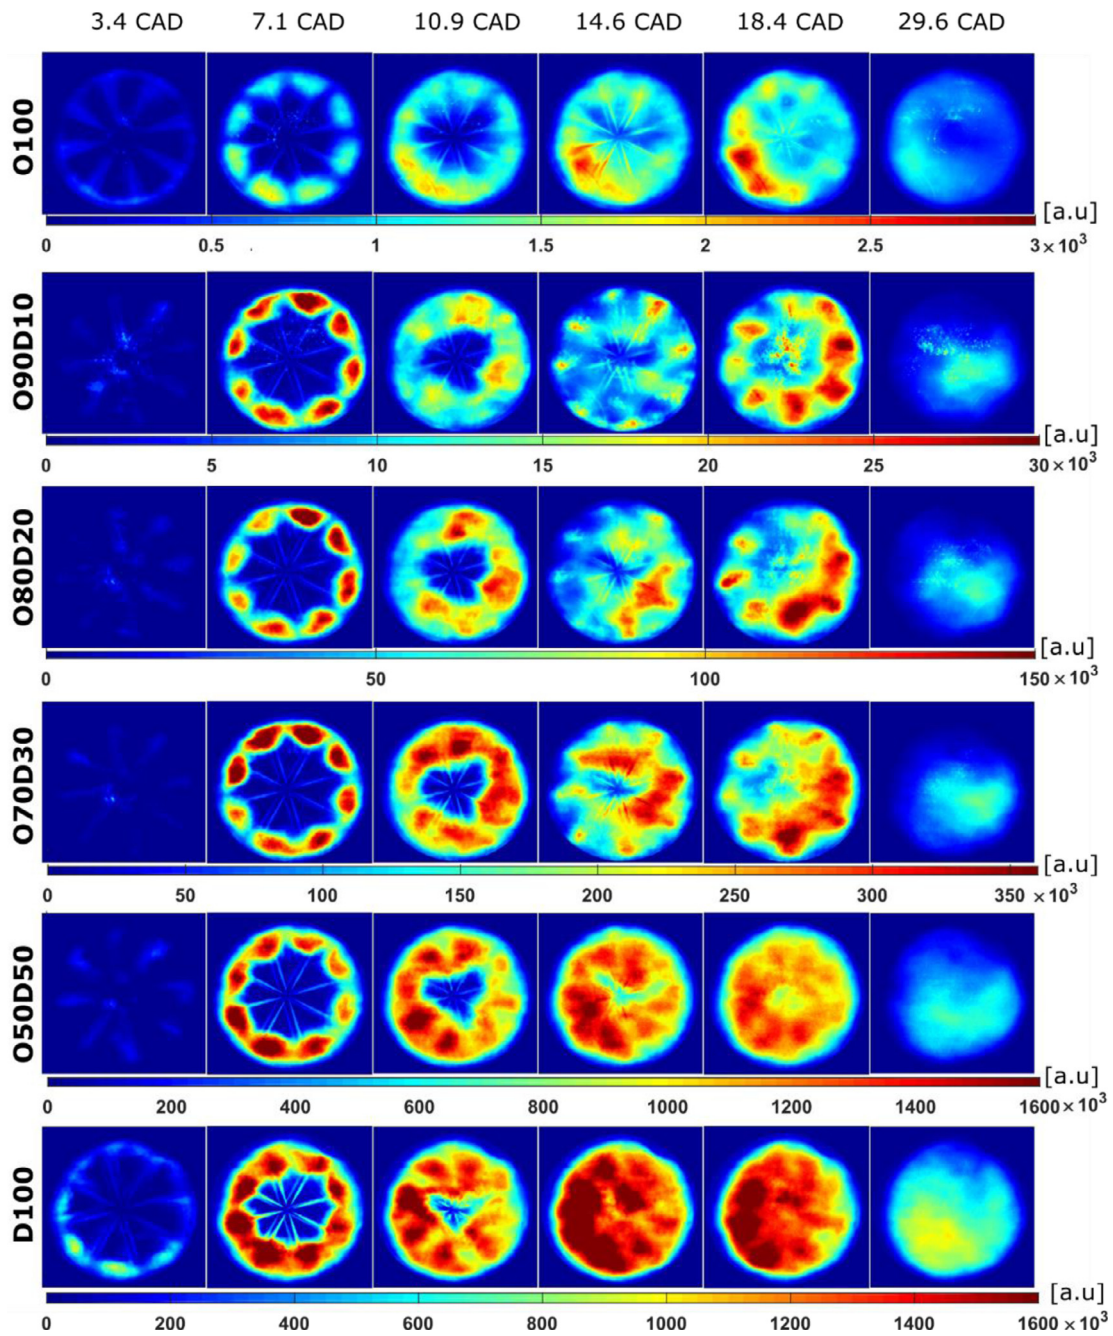 3.4 CAD 7.1 CAD 10.9 CAD 14.6 CAD 18.4 CAD 29.6 CAD
O100
[a.u]
0 0.5 1 1.5 2 2.5 3×10³
O90D10
[a.u]
0 5 10 15 20 25 30×10³
O80D20
[a.u]
0 50 100 150×10³
O70D30
[a.u]
0 50 100 150 200 250 300 350 ×10³
O50D50
[a.u]
0 200 400 600 800 1000 1200 1400 1600×10³
D100
[a.u]
0 200 400 600 800 1000 1200 1400 1600×10³